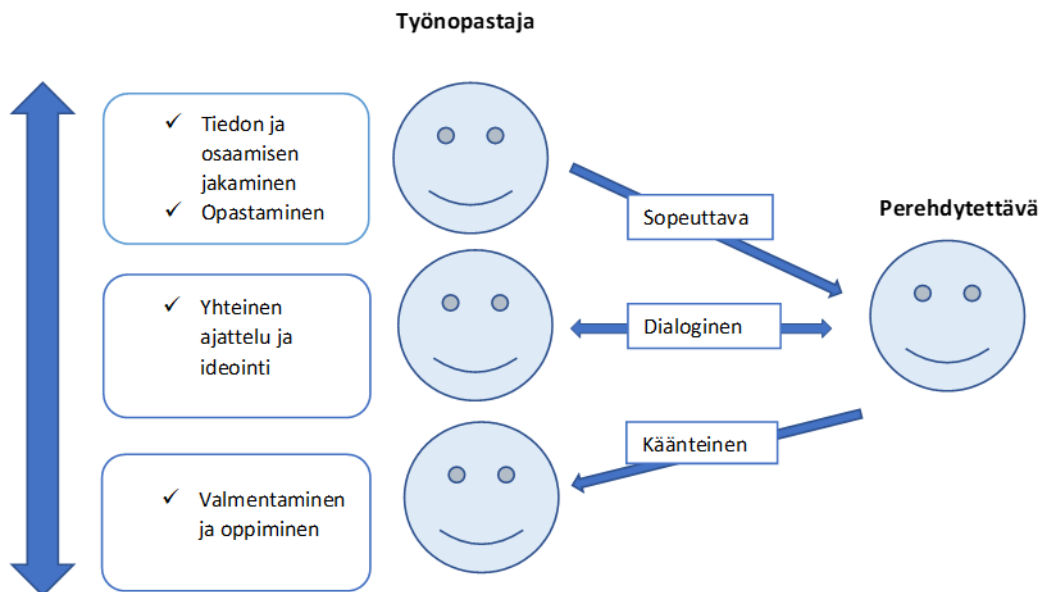 Työnopastaja
✓ Tiedon ja
osaamisen
jakaminen
✓ Opastaminen
Sopeuttava
Perehdytettävä
✓ Yhteinen
ajattelu ja
ideointi
Dialoginen
Käänteinen
✓ Valmentaminen
ja oppiminen